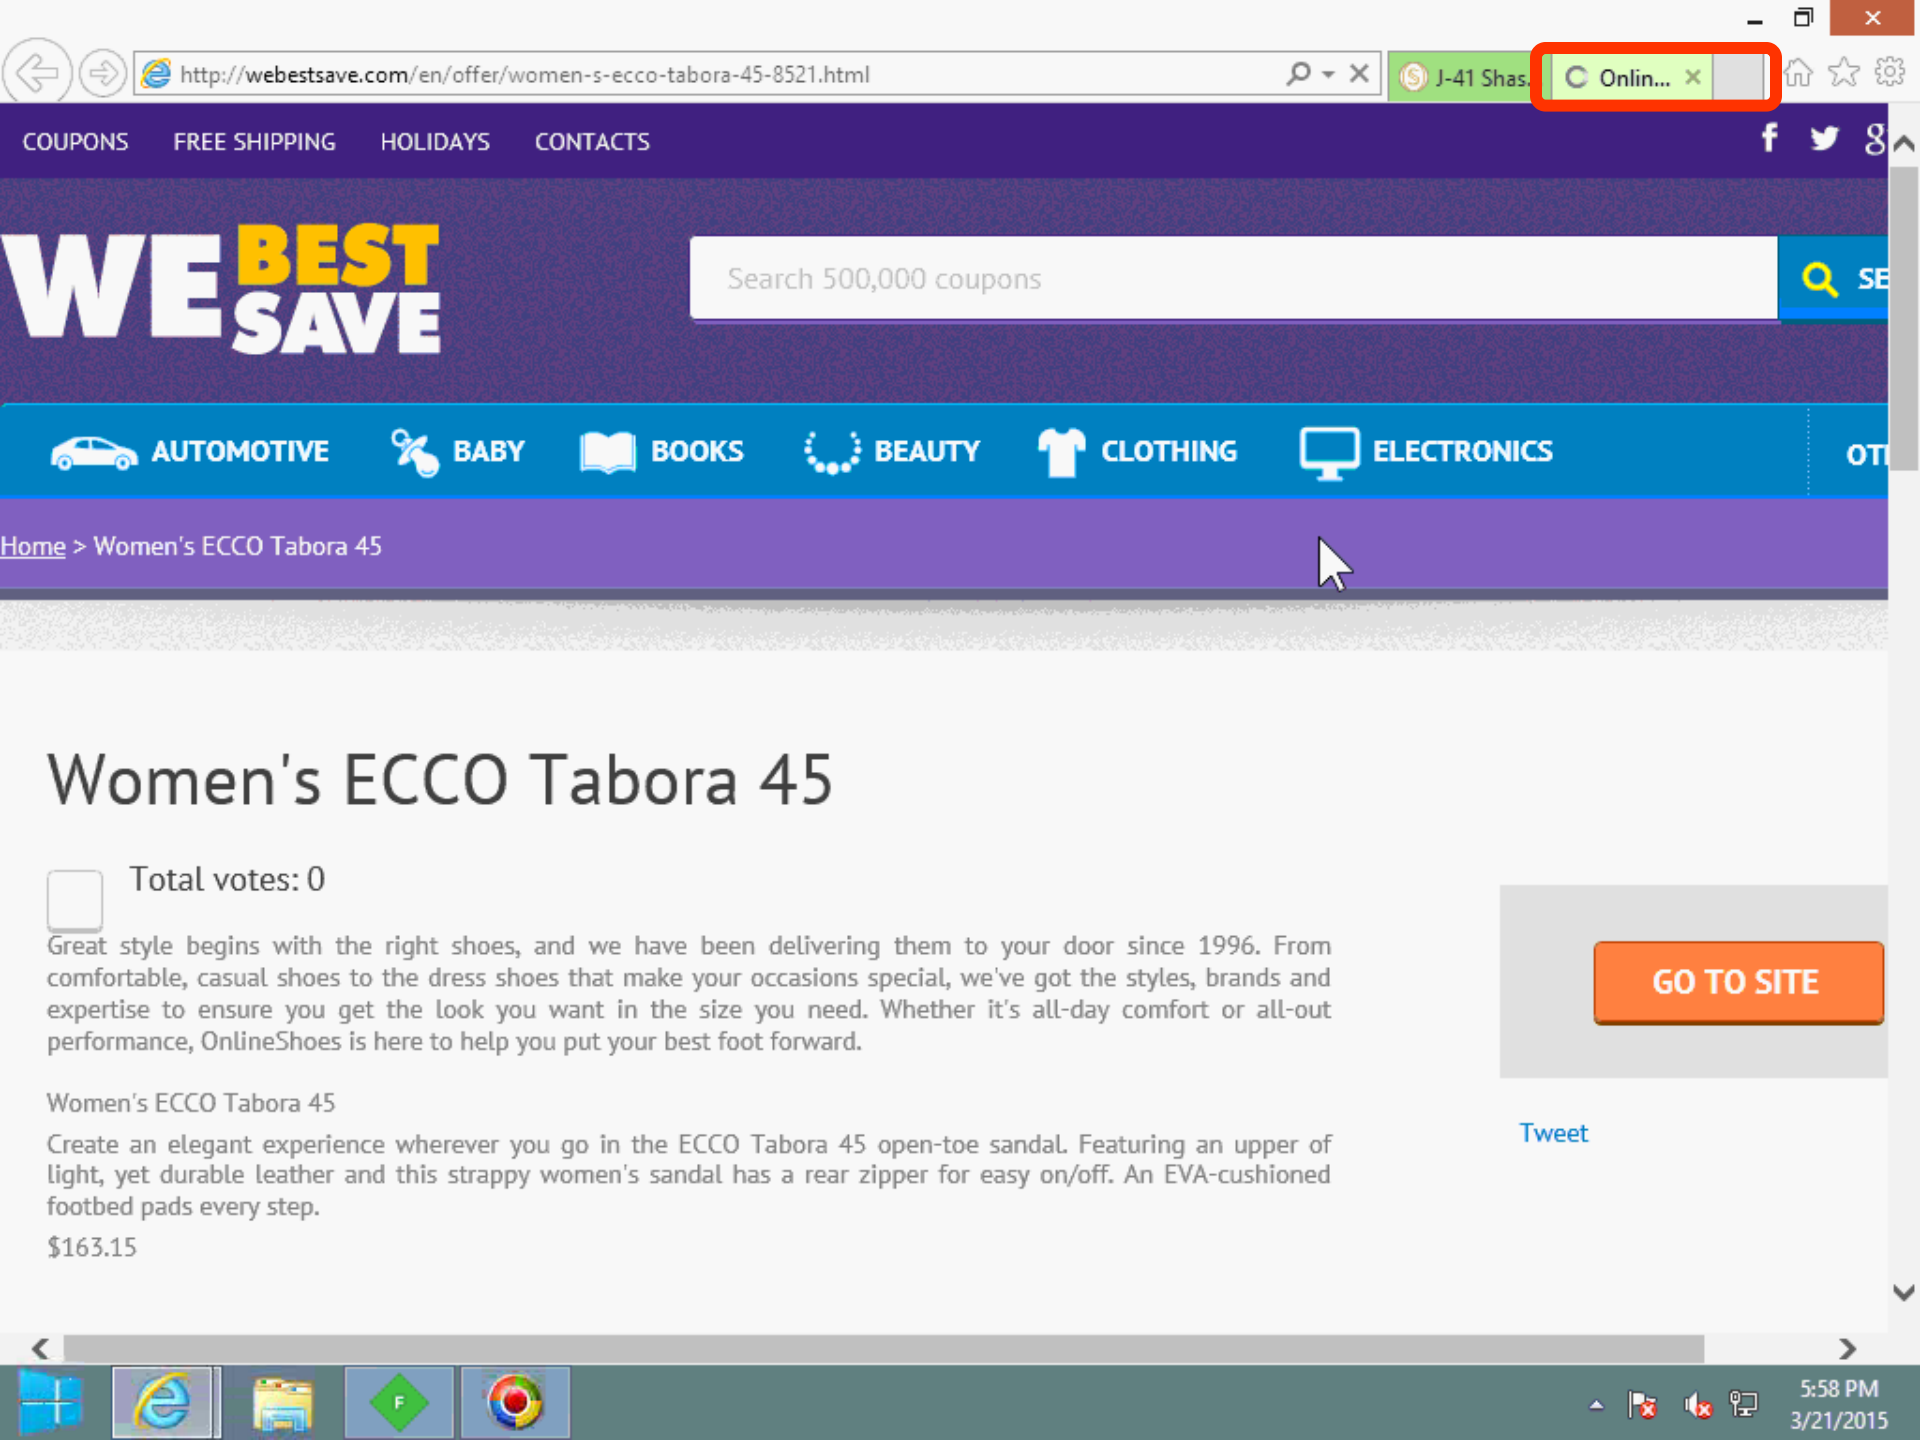 http://webestsave.com/en/offer/women-s-ecco-tabora-45-8521.html
J-41 Shas.
Onlin...
COUPONS FREE SHIPPING HOLIDAYS CONTACTS
WE BEST SAVE
Search 500,000 coupons
SE
AUTOMOTIVE BABY BOOKS BEAUTY CLOTHING ELECTRONICS OT
Home > Women's ECCO Tabora 45
Women's ECCO Tabora 45
Total votes: 0
Great style begins with the right shoes, and we have been delivering them to your door since 1996. From
comfortable, casual shoes to the dress shoes that make your occasions special, we've got the styles, brands and
expertise to ensure you get the look you want in the size you need. Whether it's all-day comfort or all-out
performance, OnlineShoes is here to help you put your best foot forward.
GO TO SITE
Women's ECCO Tabora 45
Tweet
Create an elegant experience wherever you go in the ECCO Tabora 45 open-toe sandal. Featuring an upper of
light, yet durable leather and this strappy women's sandal has a rear zipper for easy on/off. An EVA-cushioned
footbed pads every step.
$163.15
F
5:58 PM
3/21/2015